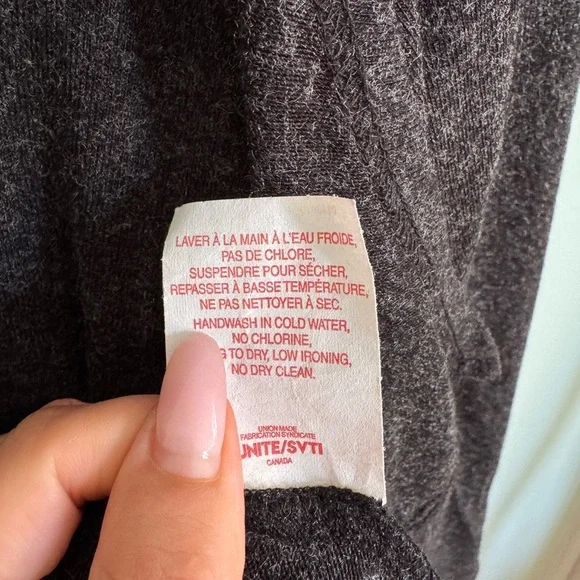 LAVER À LA MAIN À L'EAU FROIDE,
PAS DE CHLORE,
SUSPENDRE POUR SÉCHER,
REPASSER À BASSE TEMPÉRATURE,
NE PAS NETTOYER À SEC.
HANDWASH IN COLD WATER,
NO CHLORINE,
TO DRY, LOW IRONING,
NO DRY CLEAN.
UNION MADE
FABRICATION SYNDICATE
UNITE/SVTI
CANADA